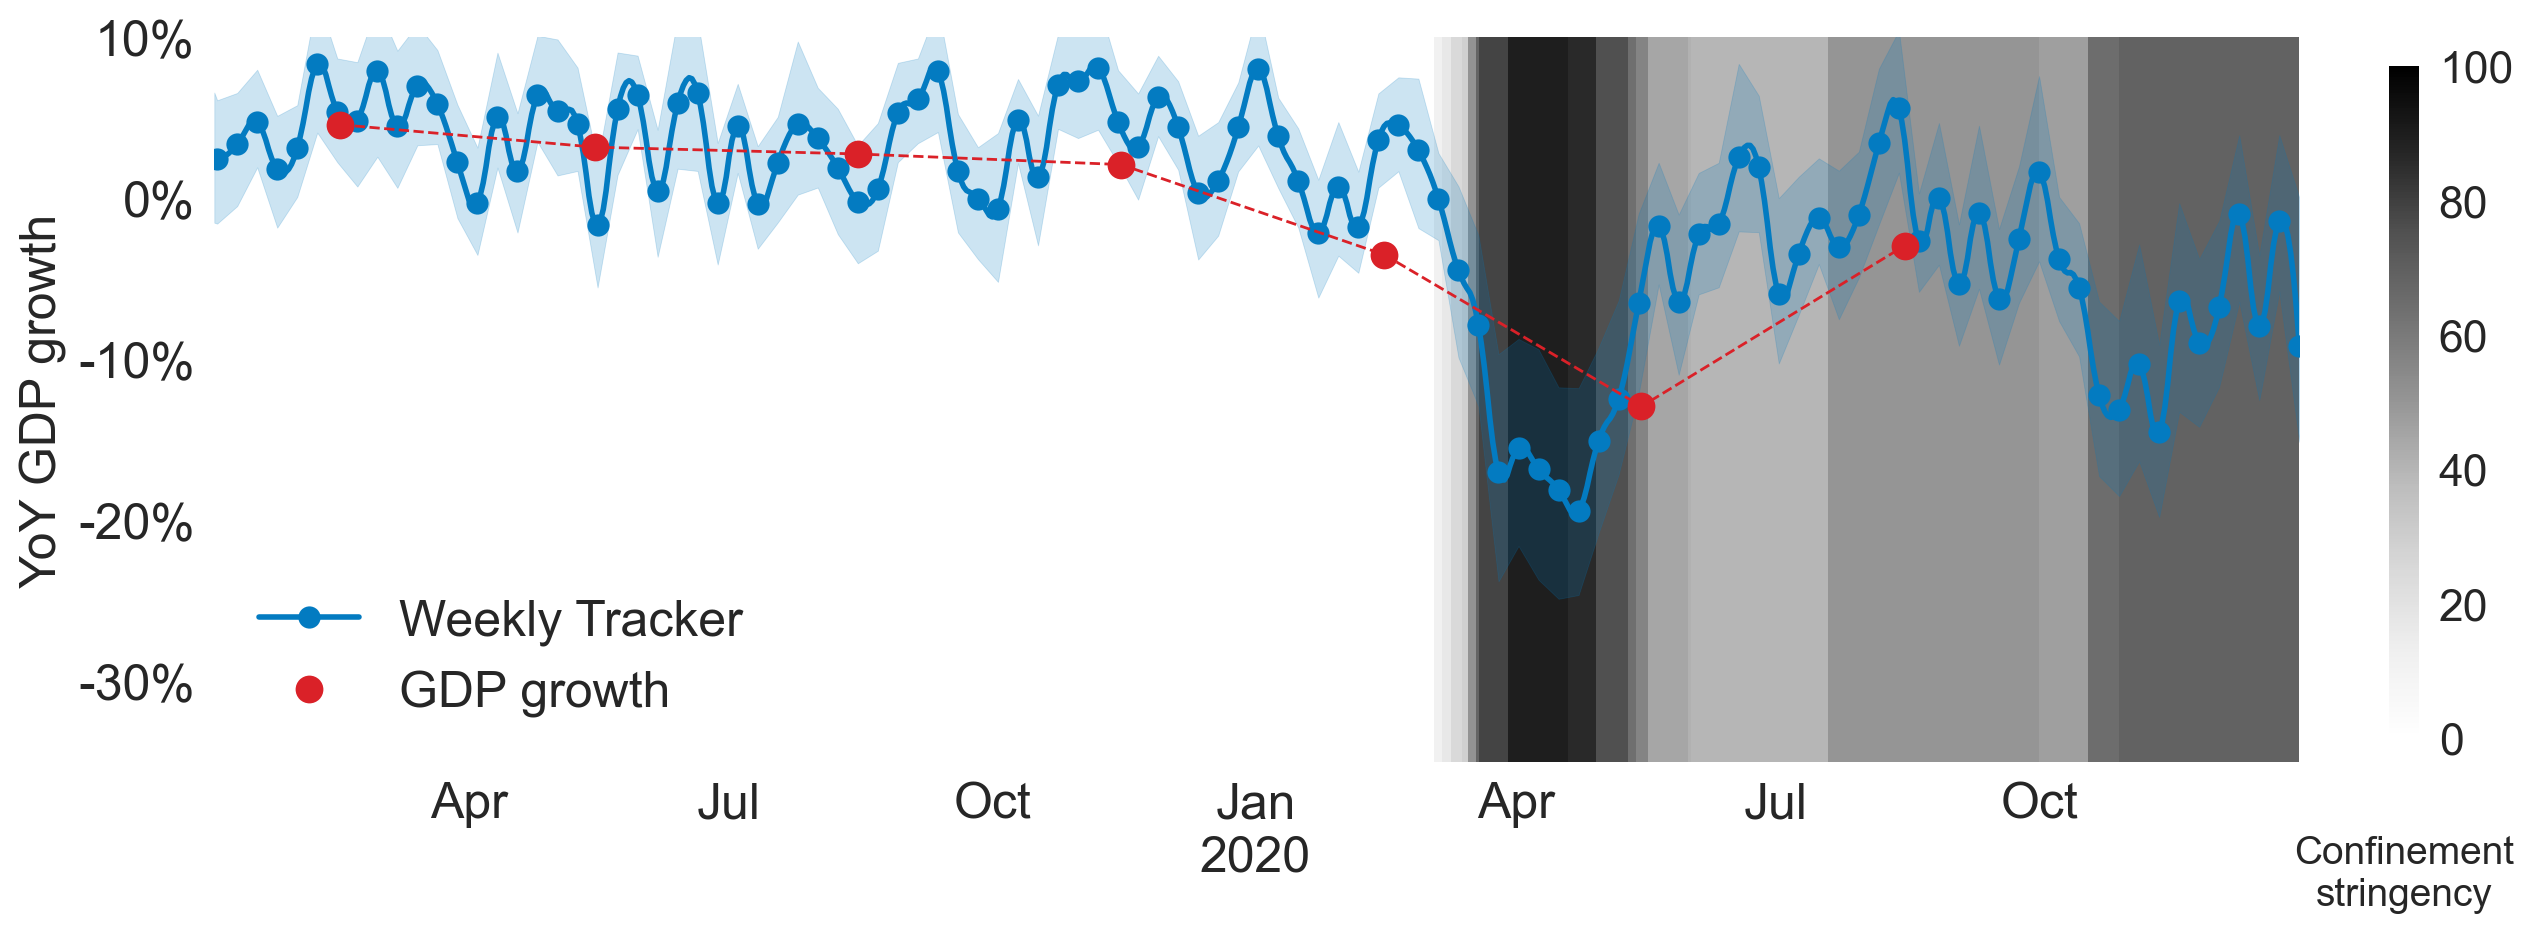 10%
0%
-10%
-20%
-30%
YoY GDP growth
Weekly Tracker
GDP growth
Apr
Jul
Oct
Jan
2020
Apr
Jul
Oct
100
80
60
40
20
0
Confinement
stringency